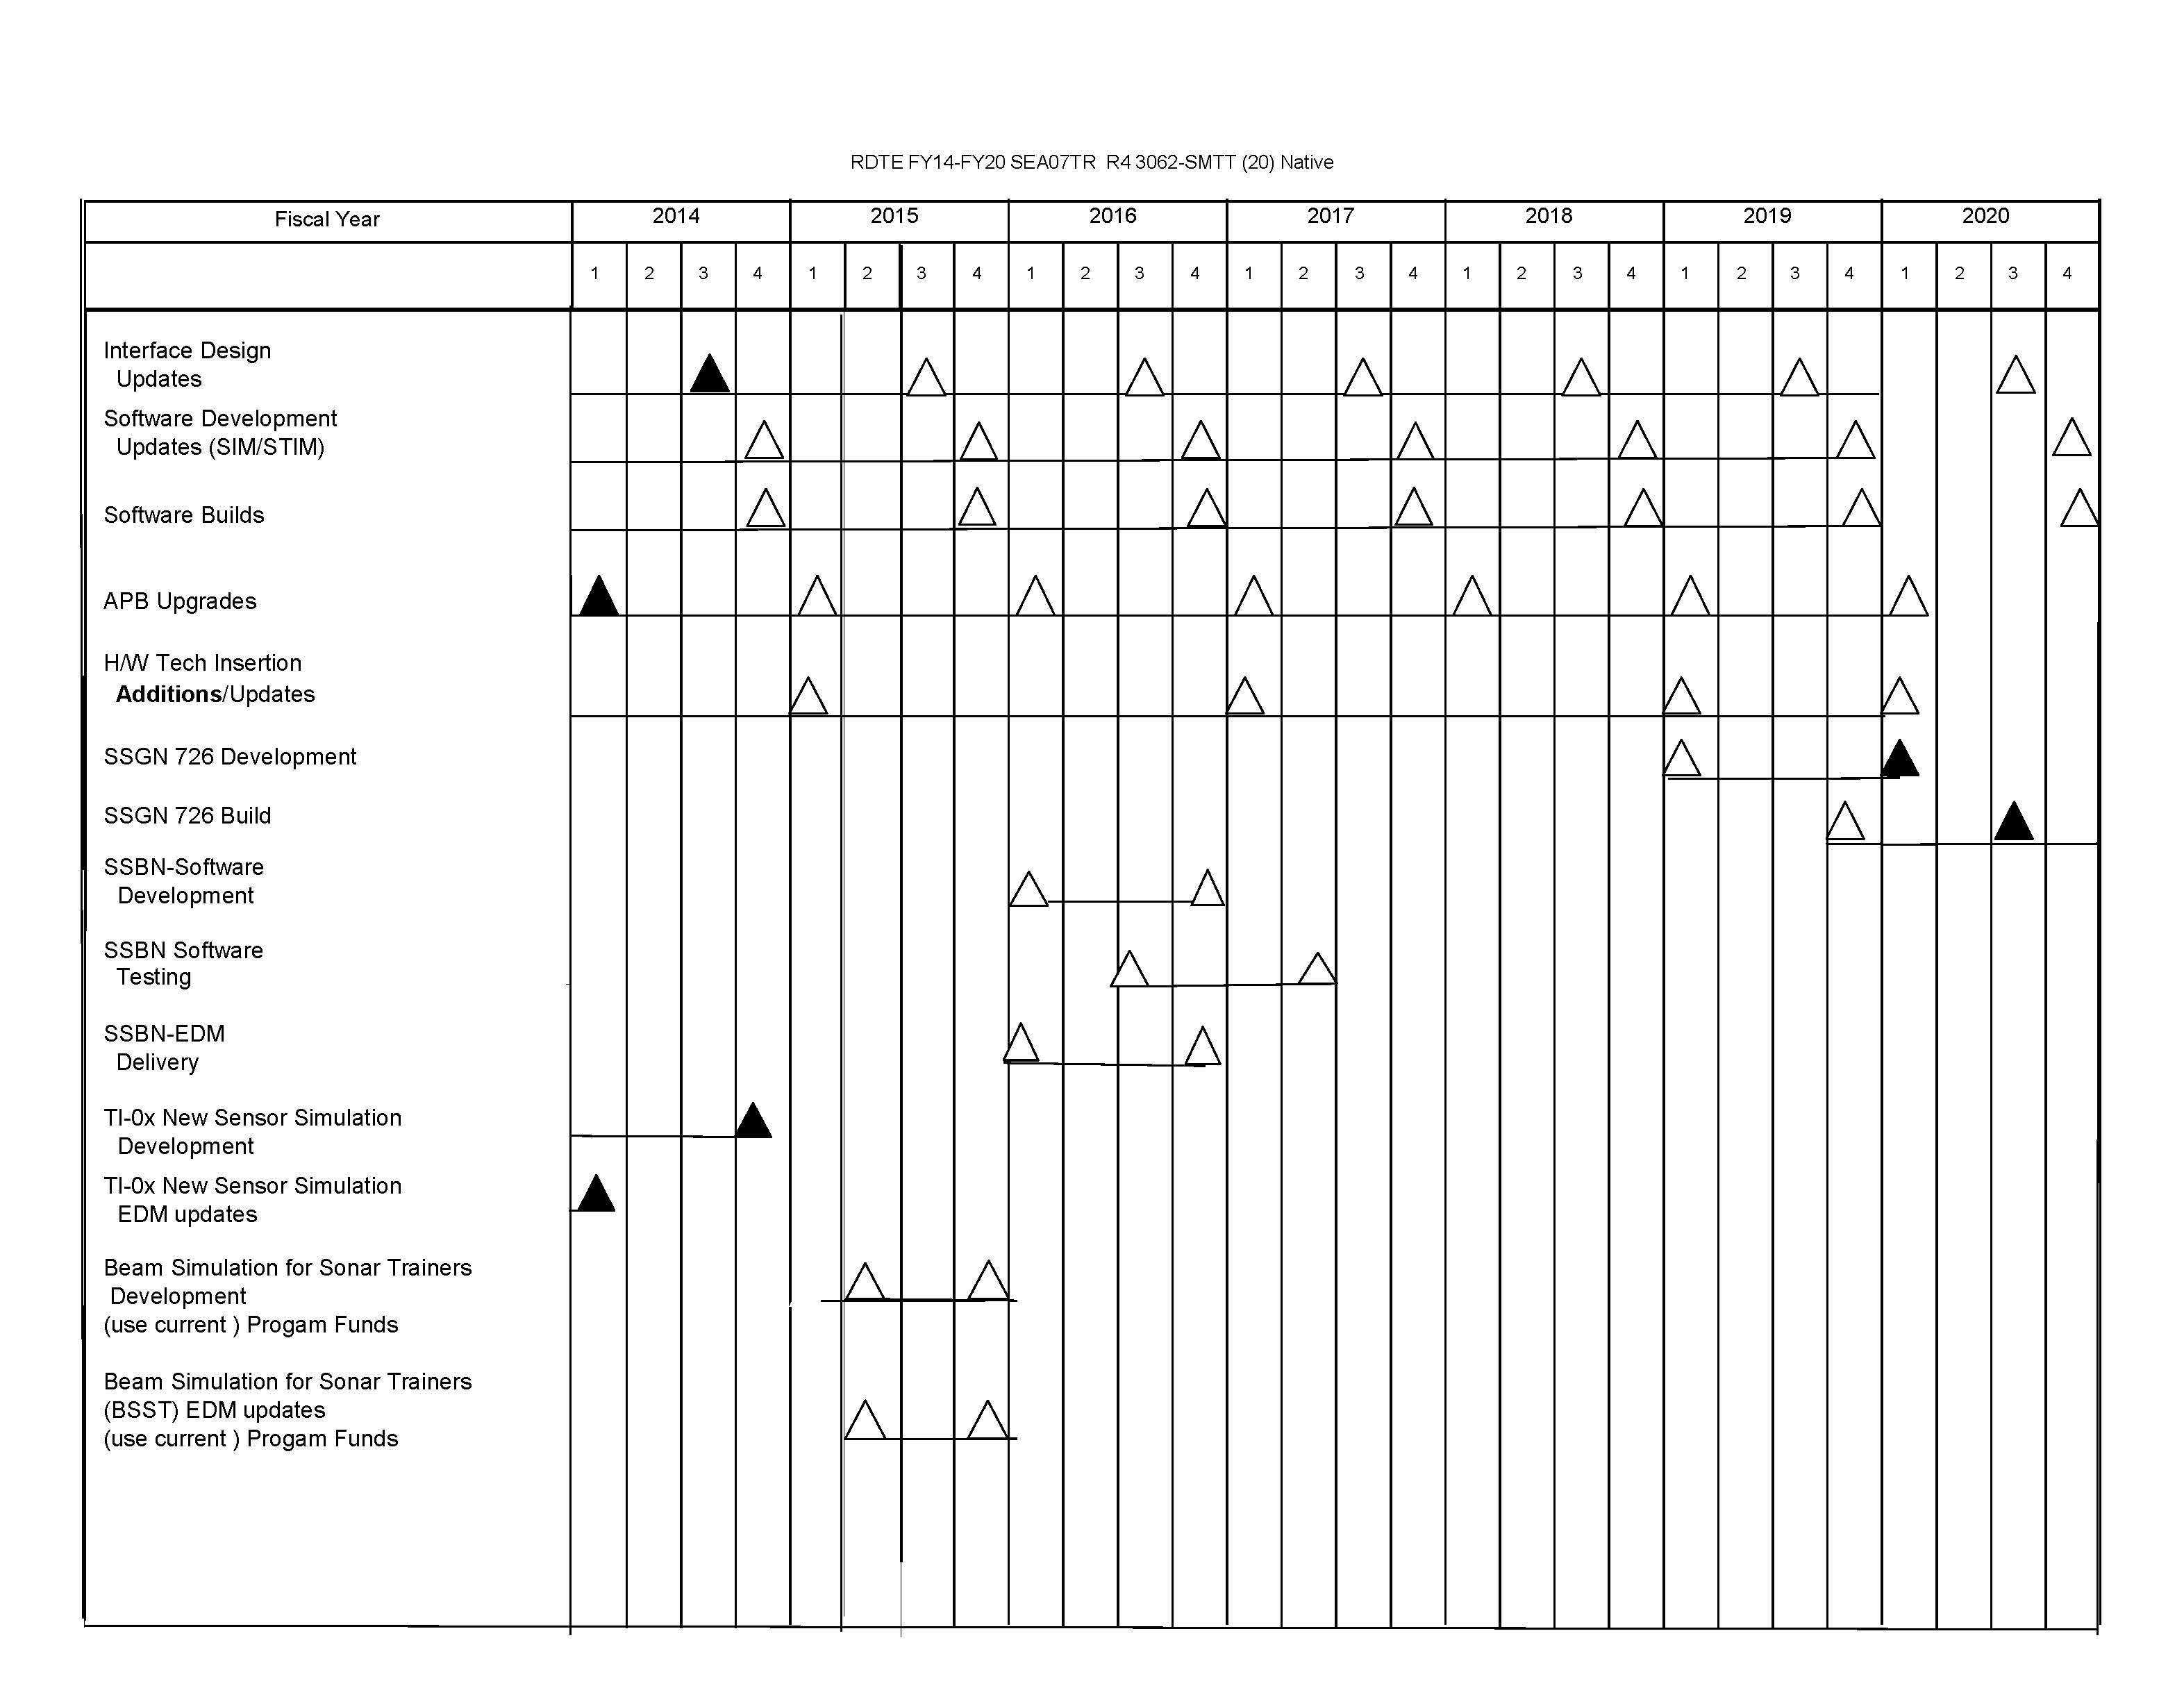 RDTE FY14-FY20 SEA07TR R4 3062-SMTT (20) Native
Fiscal Year 2014 2015 2016 2017 2018 2019 2020
1 2 3 4 1 2 3 4 1 2 3 4 1 2 3 4 1 2 3 4 1 2 3 4 1 2 3 4
Interface Design
Updates
Software Development
Updates (SIM/STIM)
Software Builds
APB Upgrades
H/W Tech Insertion
Additions/Updates
SSGN 726 Development
SSGN 726 Build
SSBN-Software
Development
SSBN Software
Testing
SSBN-EDM
Delivery
TI-0x New Sensor Simulation
Development
TI-0x New Sensor Simulation
EDM updates
Beam Simulation for Sonar Trainers
Development
(use current ) Progam Funds
Beam Simulation for Sonar Trainers
(BSST) EDM updates
(use current ) Progam Funds